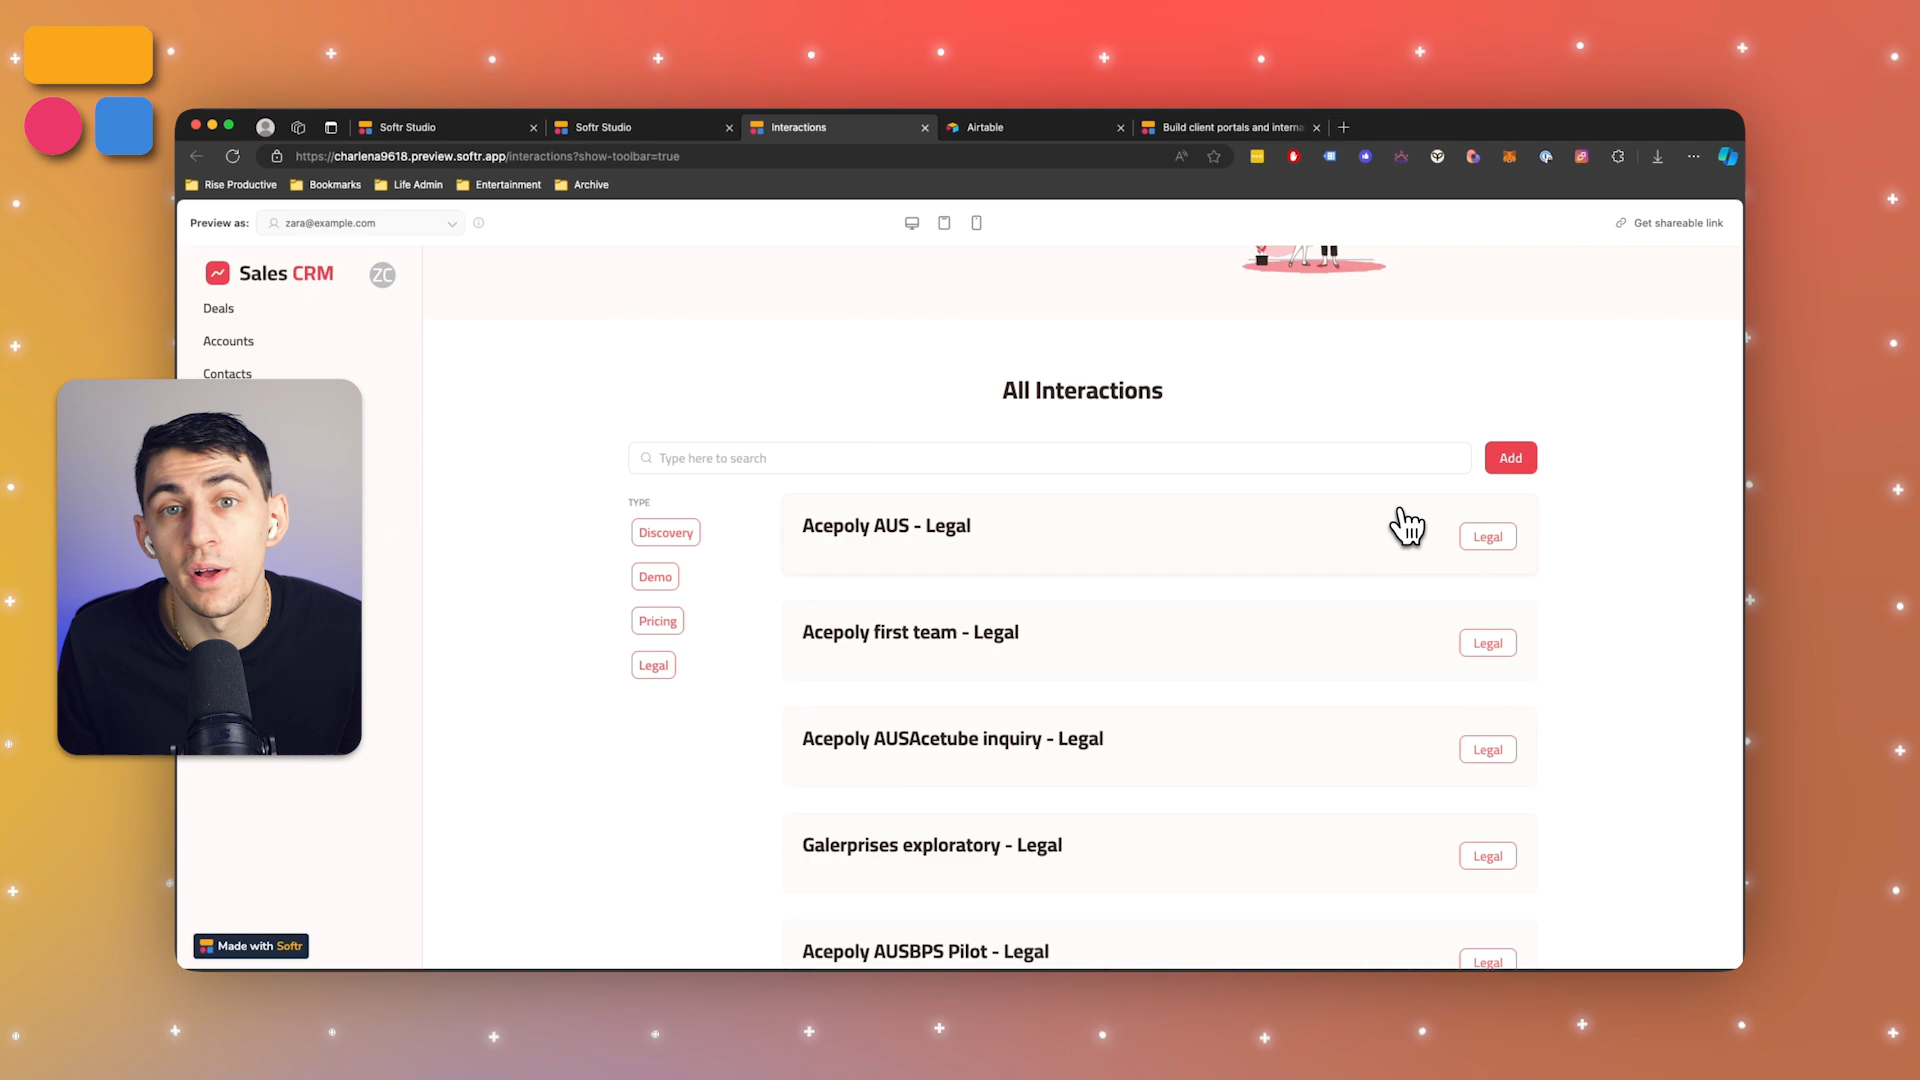 Softr Studio
Softr Studio
Interactions
Airtable
Build client portals and interna
https://charlena9618.preview.softr.app/interactions?show-toolbar=true
Rise Productive
Bookmarks
Life Admin
Entertainment
Archive
Preview as:
zara@example.com
Get shareable link
Sales CRM
ZC
Deals
Accounts
Contacts
All Interactions
Type here to search
Add
TYPE
Discovery
Demo
Pricing
Legal
Acepoly AUS - Legal
Legal
Acepoly first team - Legal
Legal
Acepoly AUSAcetube inquiry - Legal
Legal
Galerprises exploratory - Legal
Legal
Acepoly AUSBPS Pilot - Legal
Legal
Made with Softr